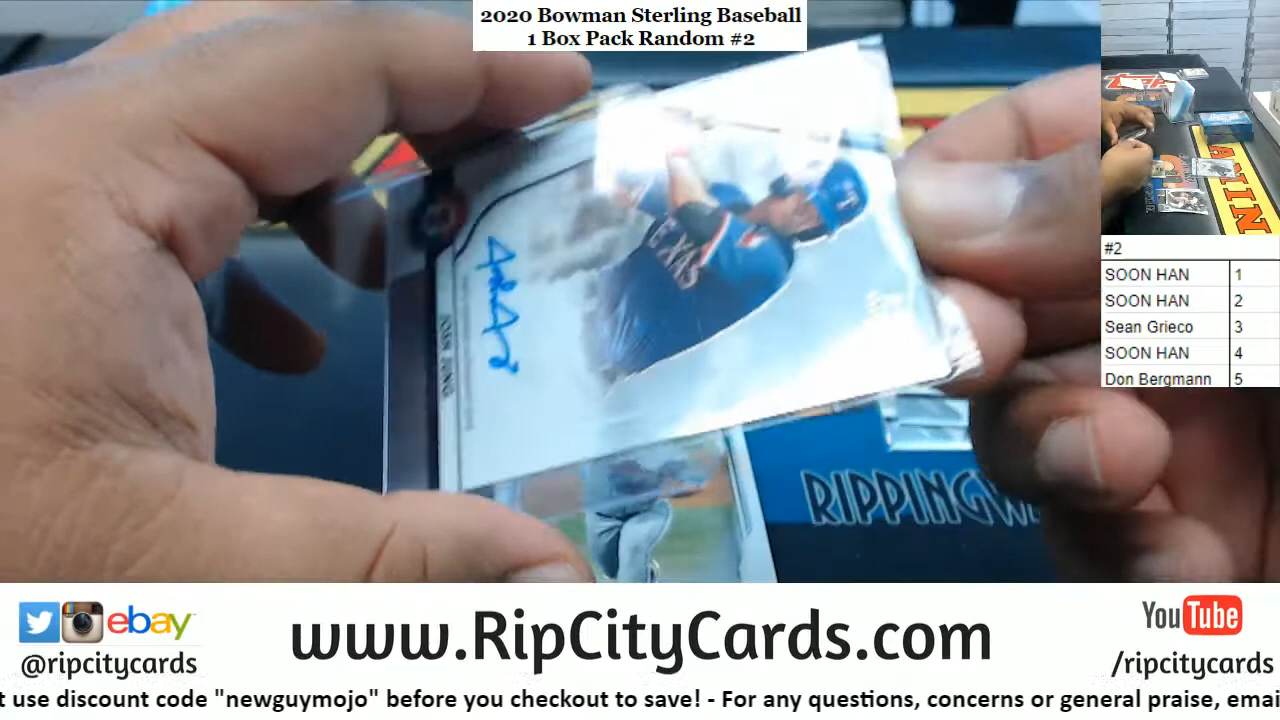 2020 Bowman Sterling Baseball
1 Box Pack Random #2
TEXAS
JOSH JUNG
RIPPINGW
#2
SOON HAN 1
SOON HAN 2
Sean Grieco 3
SOON HAN 4
Don Bergmann 5
ebay
@ripcitycards
www.RipCityCards.com
YouTube
/ripcitycards
t use discount code "newguymojo" before you checkout to save! - For any questions, concerns or general praise, emai